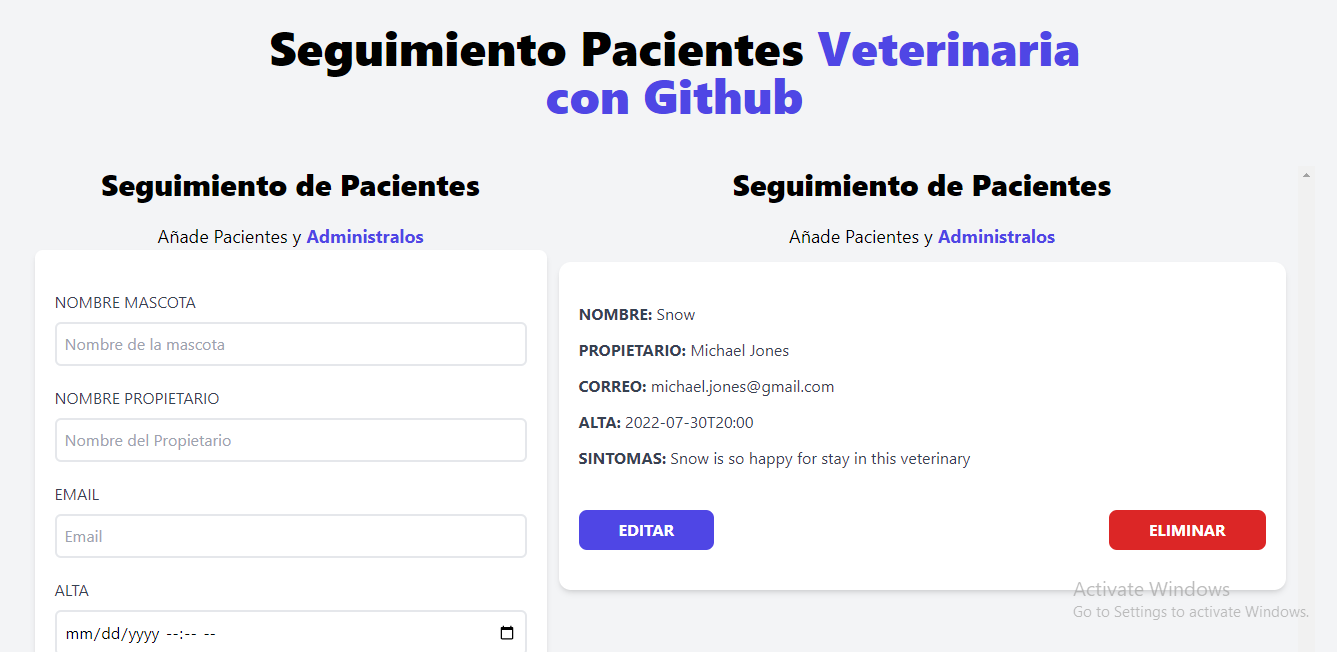 Seguimiento Pacientes Veterinaria
con Github
Seguimiento de Pacientes
Añade Pacientes y Administralos
NOMBRE MASCOTA
Nombre de la mascota
NOMBRE PROPIETARIO
Nombre del Propietario
EMAIL
Email
ALTA
mm/dd/yyyy --:-- --
Seguimiento de Pacientes
Añade Pacientes y Administralos
NOMBRE: Snow
PROPIETARIO: Michael Jones
CORREO: michael.jones@gmail.com
ALTA: 2022-07-30T20:00
SINTOMAS: Snow is so happy for stay in this veterinary
EDITAR
ELIMINAR
Activate Windows
Go to Settings to activate Windows.